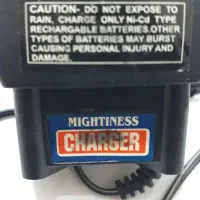 CAUTION- DO NOT EXPOSE TO
RAIN, CHARGE ONLY Ni-Cd TYPE
RECHARGABLE BATTERIES.OTHER
TYPES OF BATTERIES MAY BURST
CAUSING PERSONAL INJURY AND
DAMAGE.
MIGHTINESS
CHARGER